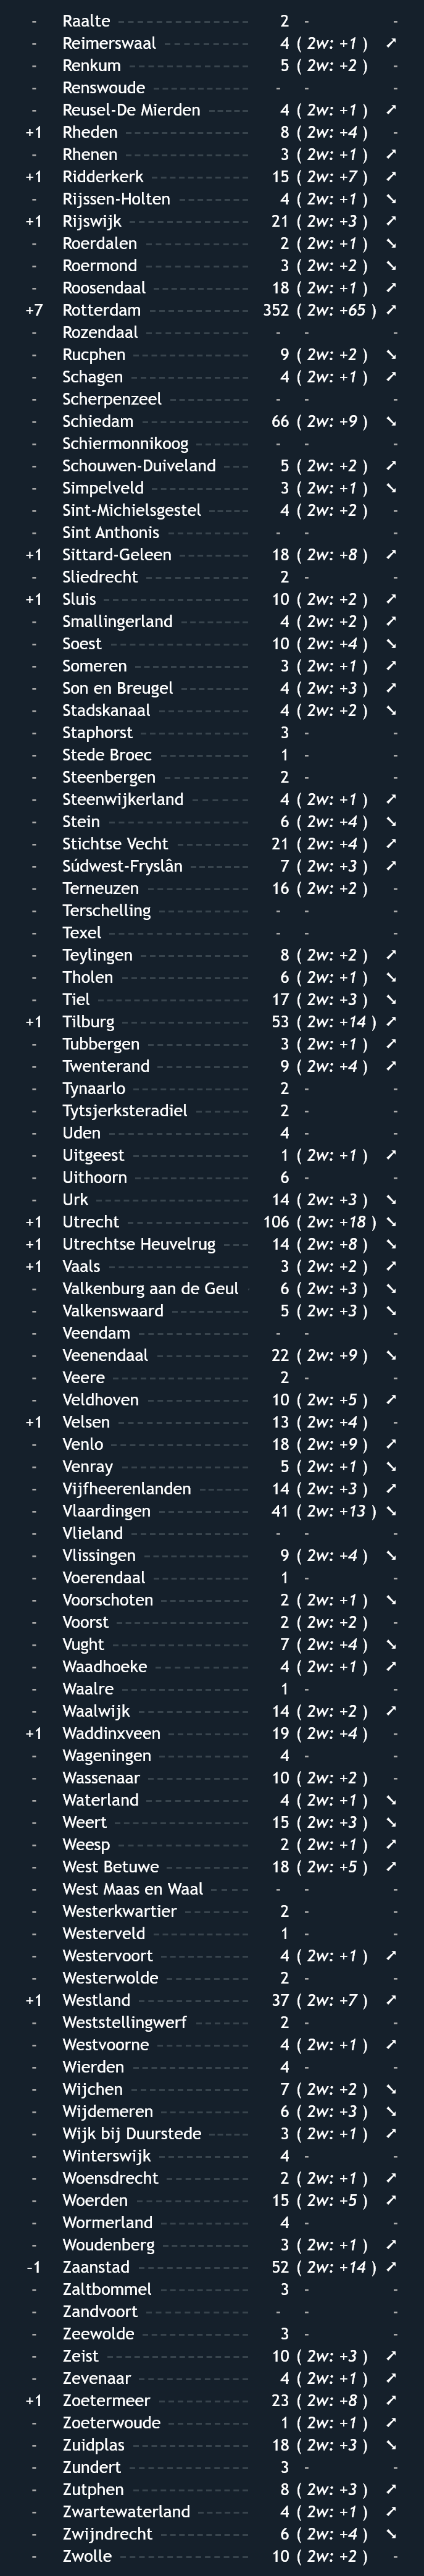 - Raalte 2 - -
- Reimerswaal 4 ( 2w: +1 ) ↗
- Renkum 5 ( 2w: +2 ) -
- Renswoude - - -
- Reusel-De Mierden 4 ( 2w: +1 ) ↗
+1 Rheden 8 ( 2w: +4 ) -
- Rhenen 3 ( 2w: +1 ) ↗
+1 Ridderkerk 15 ( 2w: +7 ) ↗
- Rijssen-Holten 4 ( 2w: +1 ) ↘
+1 Rijswijk 21 ( 2w: +3 ) ↗
- Roerdalen 2 ( 2w: +1 ) ↘
- Roermond 3 ( 2w: +2 ) ↘
- Roosendaal 18 ( 2w: +1 ) ↗
+7 Rotterdam 352 ( 2w: +65 ) ↗
- Rozendaal - - -
- Rucphen 9 ( 2w: +2 ) ↘
- Schagen 4 ( 2w: +1 ) ↗
- Scherpenzeel - - -
- Schiedam 66 ( 2w: +9 ) ↘
- Schiermonnikoog - - -
- Schouwen-Duiveland 5 ( 2w: +2 ) ↗
- Simpelveld 3 ( 2w: +1 ) ↘
- Sint-Michielsgestel 4 ( 2w: +2 ) -
- Sint Anthonis - - -
+1 Sittard-Geleen 18 ( 2w: +8 ) ↗
- Sliedrecht 2 - -
+1 Sluis 10 ( 2w: +2 ) ↗
- Smallingerland 4 ( 2w: +2 ) ↗
- Soest 10 ( 2w: +4 ) ↘
- Someren 3 ( 2w: +1 ) ↗
- Son en Breugel 4 ( 2w: +3 ) ↗
- Stadskanaal 4 ( 2w: +2 ) ↘
- Staphorst 3 - -
- Stede Broec 1 - -
- Steenbergen 2 - -
- Steenwijkerland 4 ( 2w: +1 ) ↗
- Stein 6 ( 2w: +4 ) ↘
- Stichtse Vecht 21 ( 2w: +4 ) ↗
- Súdwest-Fryslân 7 ( 2w: +3 ) ↗
- Terneuzen 16 ( 2w: +2 ) -
- Terschelling - - -
- Texel - - -
- Teylingen 8 ( 2w: +2 ) ↗
- Tholen 6 ( 2w: +1 ) ↘
- Tiel 17 ( 2w: +3 ) ↘
+1 Tilburg 53 ( 2w: +14 ) ↗
- Tubbergen 3 ( 2w: +1 ) ↗
- Twenterand 9 ( 2w: +4 ) ↗
- Tynaarlo 2 - -
- Tytsjerksteradiel 2 - -
- Uden 4 - -
- Uitgeest 1 ( 2w: +1 ) ↗
- Uithoorn 6 - -
- Urk 14 ( 2w: +3 ) ↘
+1 Utrecht 106 ( 2w: +18 ) ↘
+1 Utrechtse Heuvelrug 14 ( 2w: +8 ) ↘
+1 Vaals 3 ( 2w: +2 ) ↗
- Valkenburg aan de Geul 6 ( 2w: +3 ) ↘
- Valkenswaard 5 ( 2w: +3 ) ↘
- Veendam - - -
- Veenendaal 22 ( 2w: +9 ) ↘
- Veere 2 - -
- Veldhoven 10 ( 2w: +5 ) ↗
+1 Velsen 13 ( 2w: +4 ) -
- Venlo 18 ( 2w: +9 ) ↗
- Venray 5 ( 2w: +1 ) ↘
- Vijfheerenlanden 14 ( 2w: +3 ) ↗
- Vlaardingen 41 ( 2w: +13 ) ↘
- Vlieland - - -
- Vlissingen 9 ( 2w: +4 ) ↘
- Voerendaal 1 - -
- Voorschoten 2 ( 2w: +1 ) ↘
- Voorst 2 ( 2w: +2 ) -
- Vught 7 ( 2w: +4 ) ↘
- Waadhoeke 4 ( 2w: +1 ) ↗
- Waalre 1 - -
- Waalwijk 14 ( 2w: +2 ) ↗
+1 Waddinxveen 19 ( 2w: +4 ) -
- Wageningen 4 - -
- Wassenaar 10 ( 2w: +2 ) -
- Waterland 4 ( 2w: +1 ) ↘
- Weert 15 ( 2w: +3 ) ↘
- Weesp 2 ( 2w: +1 ) ↗
- West Betuwe 18 ( 2w: +5 ) ↗
- West Maas en Waal - - -
- Westerkwartier 2 - -
- Westerveld 1 - -
- Westervoort 4 ( 2w: +1 ) ↗
- Westerwolde 2 - -
+1 Westland 37 ( 2w: +7 ) ↗
- Weststellingwerf 2 - -
- Westvoorne 4 ( 2w: +1 ) ↗
- Wierden 4 - -
- Wijchen 7 ( 2w: +2 ) ↘
- Wijdemeren 6 ( 2w: +3 ) ↘
- Wijk bij Duurstede 3 ( 2w: +1 ) ↗
- Winterswijk 4 - -
- Woensdrecht 2 ( 2w: +1 ) ↗
- Woerden 15 ( 2w: +5 ) ↗
- Wormerland 4 - -
- Woudenberg 3 ( 2w: +1 ) ↗
-1 Zaanstad 52 ( 2w: +14 ) ↗
- Zaltbommel 3 - -
- Zandvoort - - -
- Zeewolde 3 - -
- Zeist 10 ( 2w: +3 ) ↗
- Zevenaar 4 ( 2w: +1 ) ↗
+1 Zoetermeer 23 ( 2w: +8 ) ↗
- Zoeterwoude 1 ( 2w: +1 ) ↗
- Zuidplas 18 ( 2w: +3 ) ↘
- Zundert 3 - -
- Zutphen 8 ( 2w: +3 ) ↗
- Zwartewaterland 4 ( 2w: +1 ) ↗
- Zwijndrecht 6 ( 2w: +4 ) ↘
- Zwolle 10 ( 2w: +2 ) -